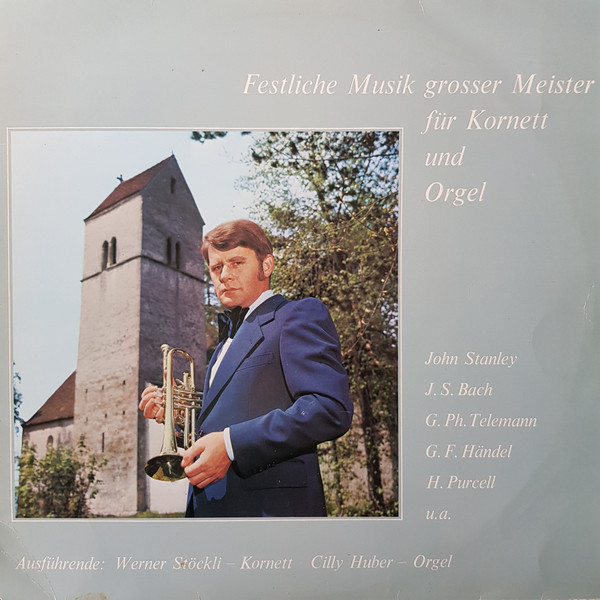 Festliche Musik grosser Meister
für Kornett
und
Orgel
John Stanley
J. S. Bach
G. Ph. Telemann
G. F. Händel
H. Purcell
u.a.
Ausführende: Werner Stöckli – Kornett Cilly Huber – Orgel